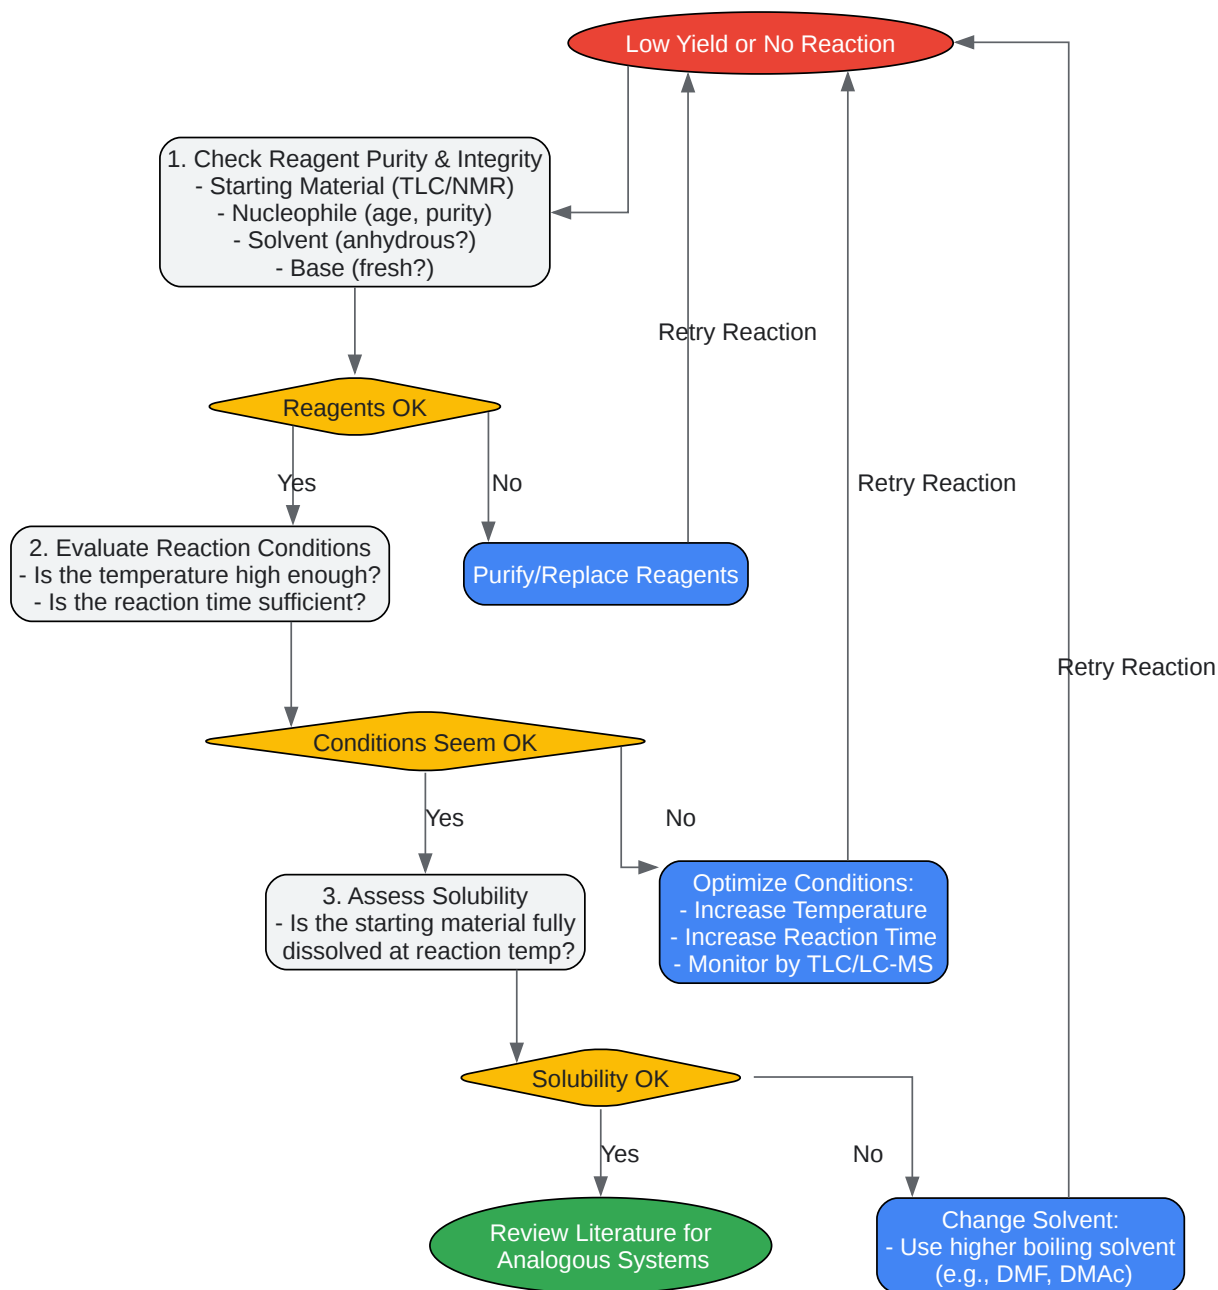 Low Yield or No Reaction
1. Check Reagent Purity & Integrity
- Starting Material (TLC/NMR)
- Nucleophile (age, purity)
- Solvent (anhydrous?)
- Base (fresh?)
Retry Reaction
Reagents OK
Yes
No
Retry Reaction
2. Evaluate Reaction Conditions
- Is the temperature high enough?
- Is the reaction time sufficient?
Purify/Replace Reagents
Retry Reaction
Conditions Seem OK
Yes
No
3. Assess Solubility
- Is the starting material fully
dissolved at reaction temp?
Optimize Conditions:
- Increase Temperature
- Increase Reaction Time
- Monitor by TLC/LC-MS
Solubility OK
Yes
No
Review Literature for
Analogous Systems
Change Solvent:
- Use higher boiling solvent
(e.g., DMF, DMAc)